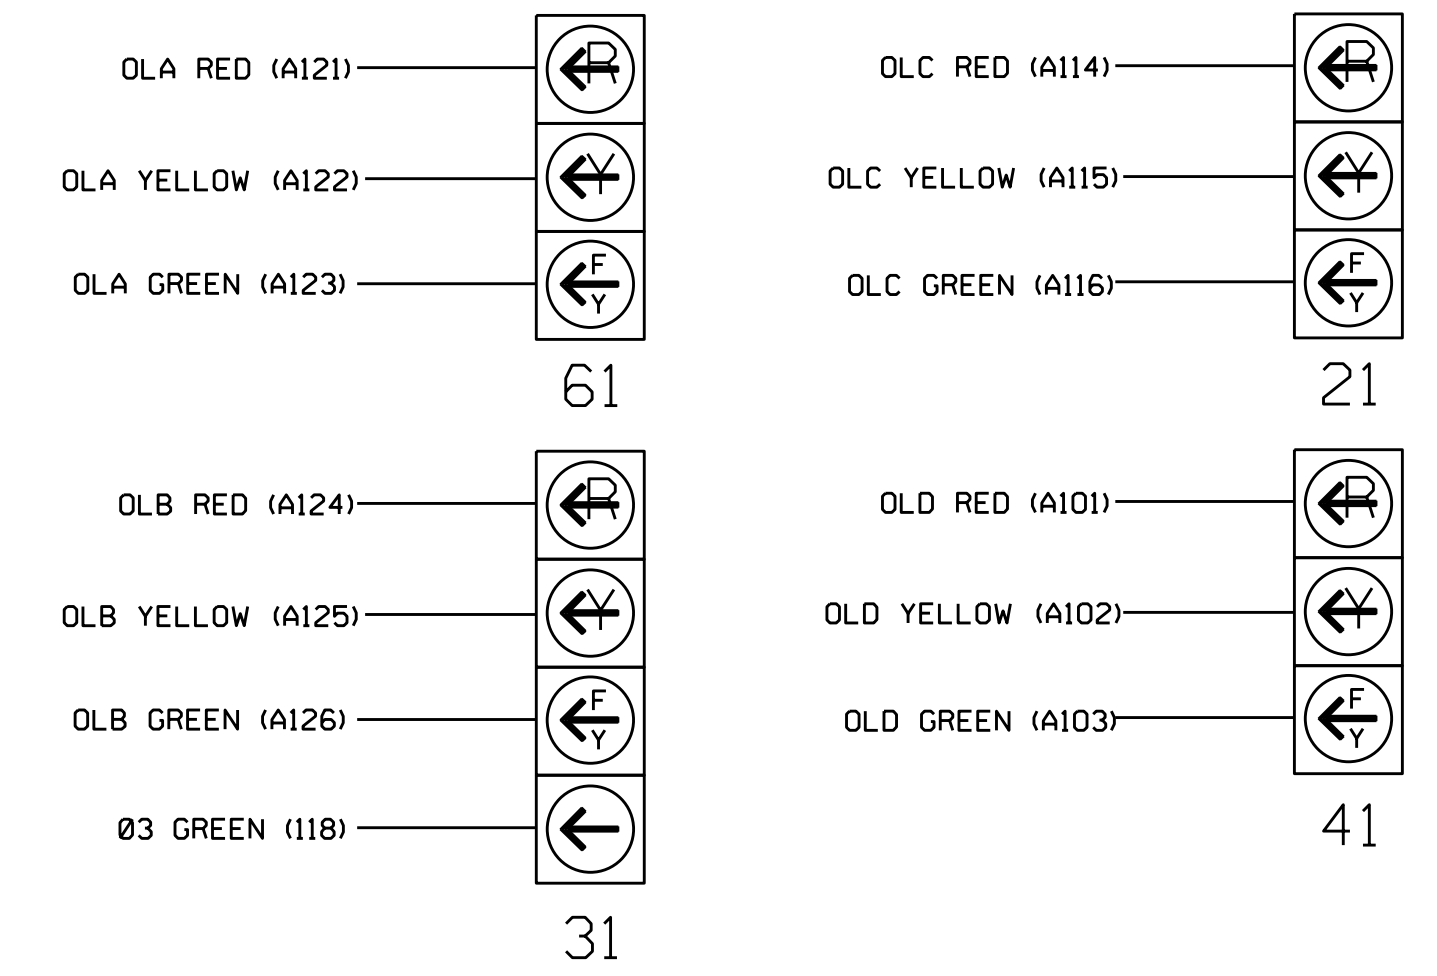 OLA RED (A121)
R
OLA YELLOW (A122)
Y
OLA GREEN (A123)
F
Y
61
OLC RED (A114)
R
OLC YELLOW (A115)
Y
OLC GREEN (A116)
F
Y
21
OLB RED (A124)
R
OLB YELLOW (A125)
Y
OLB GREEN (A126)
F
Y
Ø3 GREEN (118)
31
OLD RED (A101)
R
OLD YELLOW (A102)
Y
OLD GREEN (A103)
F
Y
41